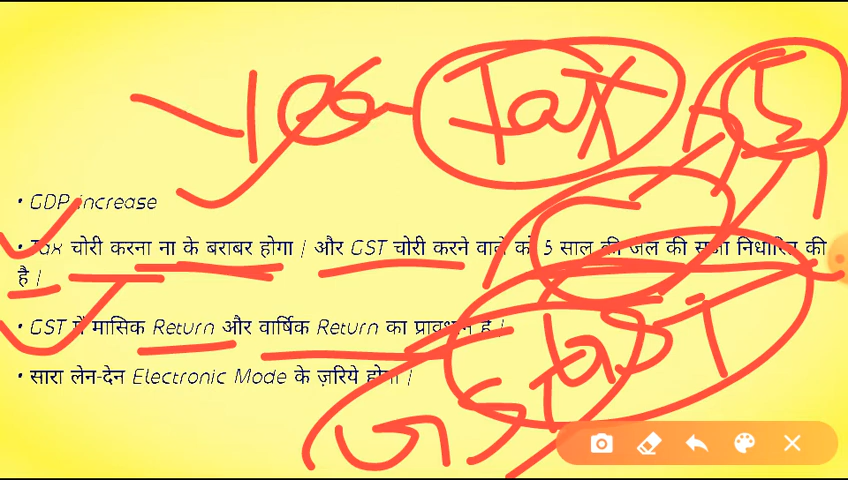 Tax
5
• GDP increase
• Tax चोरी करना ना के बराबर होगा | और GST चोरी करने वाले को 5 साल की जेल की सजा निर्धारित की
है |
• GST में मासिक Return और वार्षिक Return का प्रावधान है |
• सारा लेन-देन Electronic Mode के ज़रिये होगा |